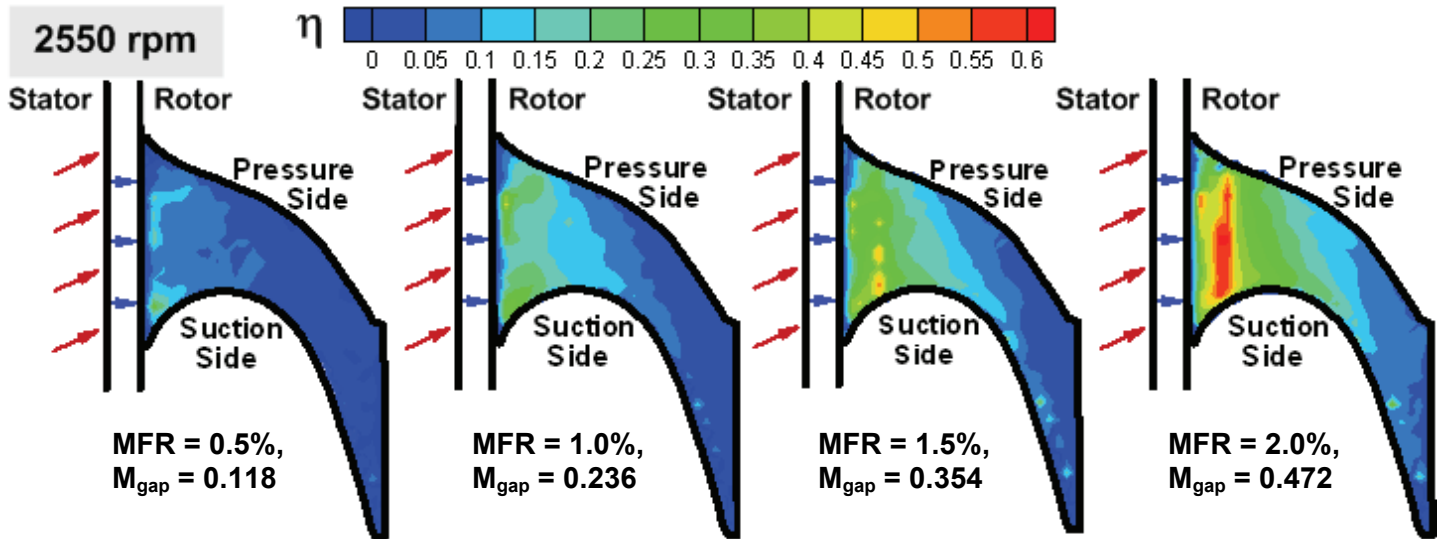 2550 rpm
η
0 0.05 0.1 0.15 0.2 0.25 0.3 0.35 0.4 0.45 0.5 0.55 0.6
Stator Rotor
Pressure
Side
Suction
Side
MFR = 0.5%,
Mgap = 0.118
Stator Rotor
Pressure
Side
Suction
Side
MFR = 1.0%,
Mgap = 0.236
Stator Rotor
Pressure
Side
Suction
Side
MFR = 1.5%,
Mgap = 0.354
Stator Rotor
Pressure
Side
Suction
Side
MFR = 2.0%,
Mgap = 0.472